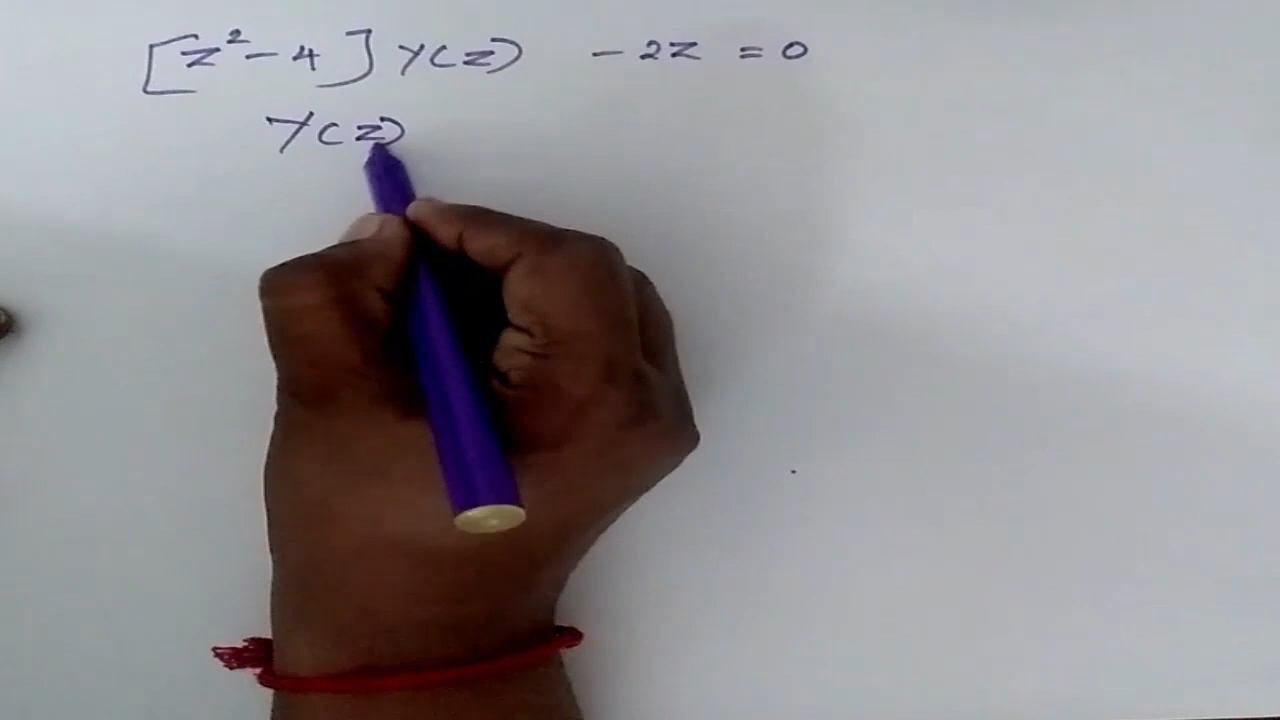 [z² - 4] Y(z) - 2z = 0
Y(z)